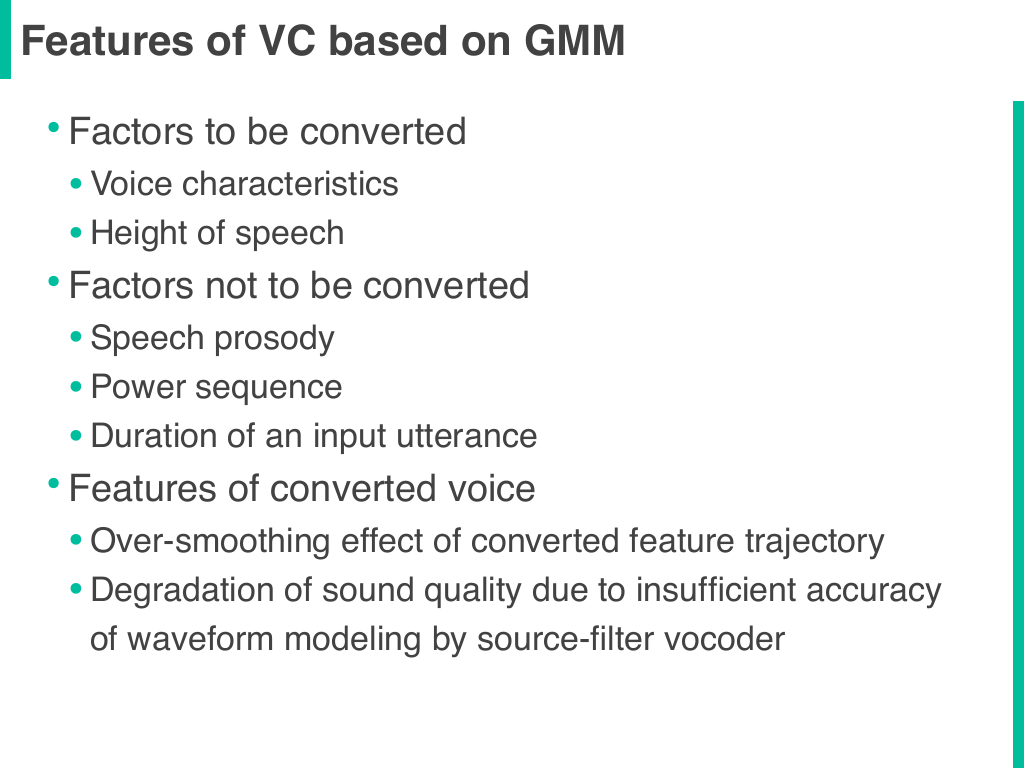 Features of VC based on GMM
• Factors to be converted
• Voice characteristics
• Height of speech
• Factors not to be converted
• Speech prosody
• Power sequence
• Duration of an input utterance
• Features of converted voice
• Over-smoothing effect of converted feature trajectory
• Degradation of sound quality due to insufficient accuracy
of waveform modeling by source-filter vocoder